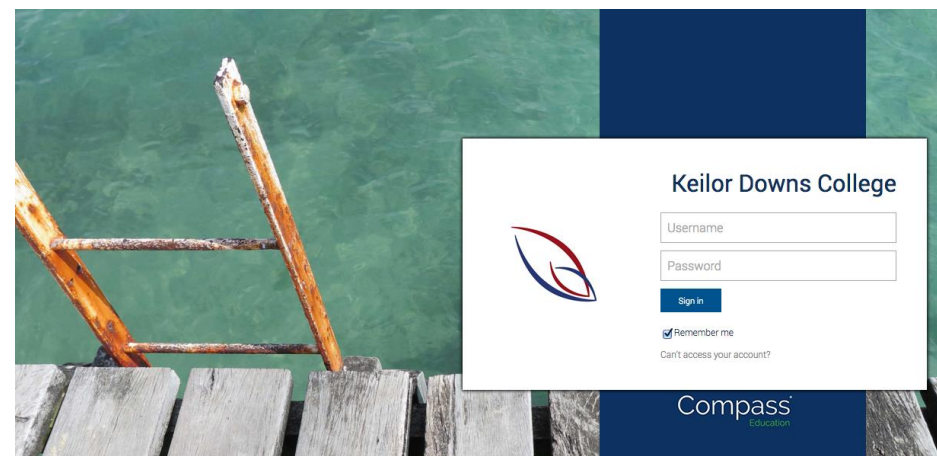 Keilor Downs College
Username
Password
Sign in
Remember me
Can't access your account?
Compass
Education